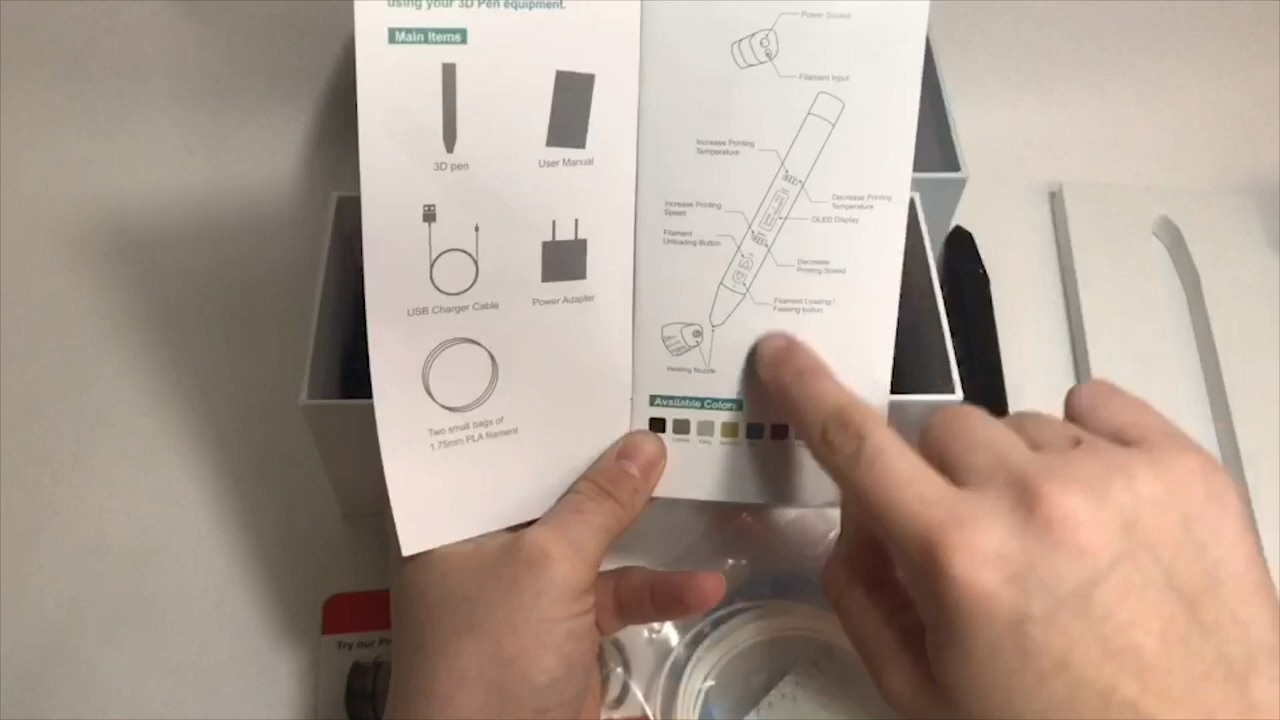 using your 3D Pen equipment.
Main Items
3D pen
User Manual
USB Charger Cable
Power Adapter
Two small bags of
1.75mm PLA filament
Power Socket
Filament Input
Increase Printing
Temperature
Decrease Printing
Temperature
OLED Display
Increase Printing
Speed
Filament
Unloading Button
Decrease
Printing Speed
Filament Loading /
Feeding button
Heating Nozzle
Available Colors
Try our